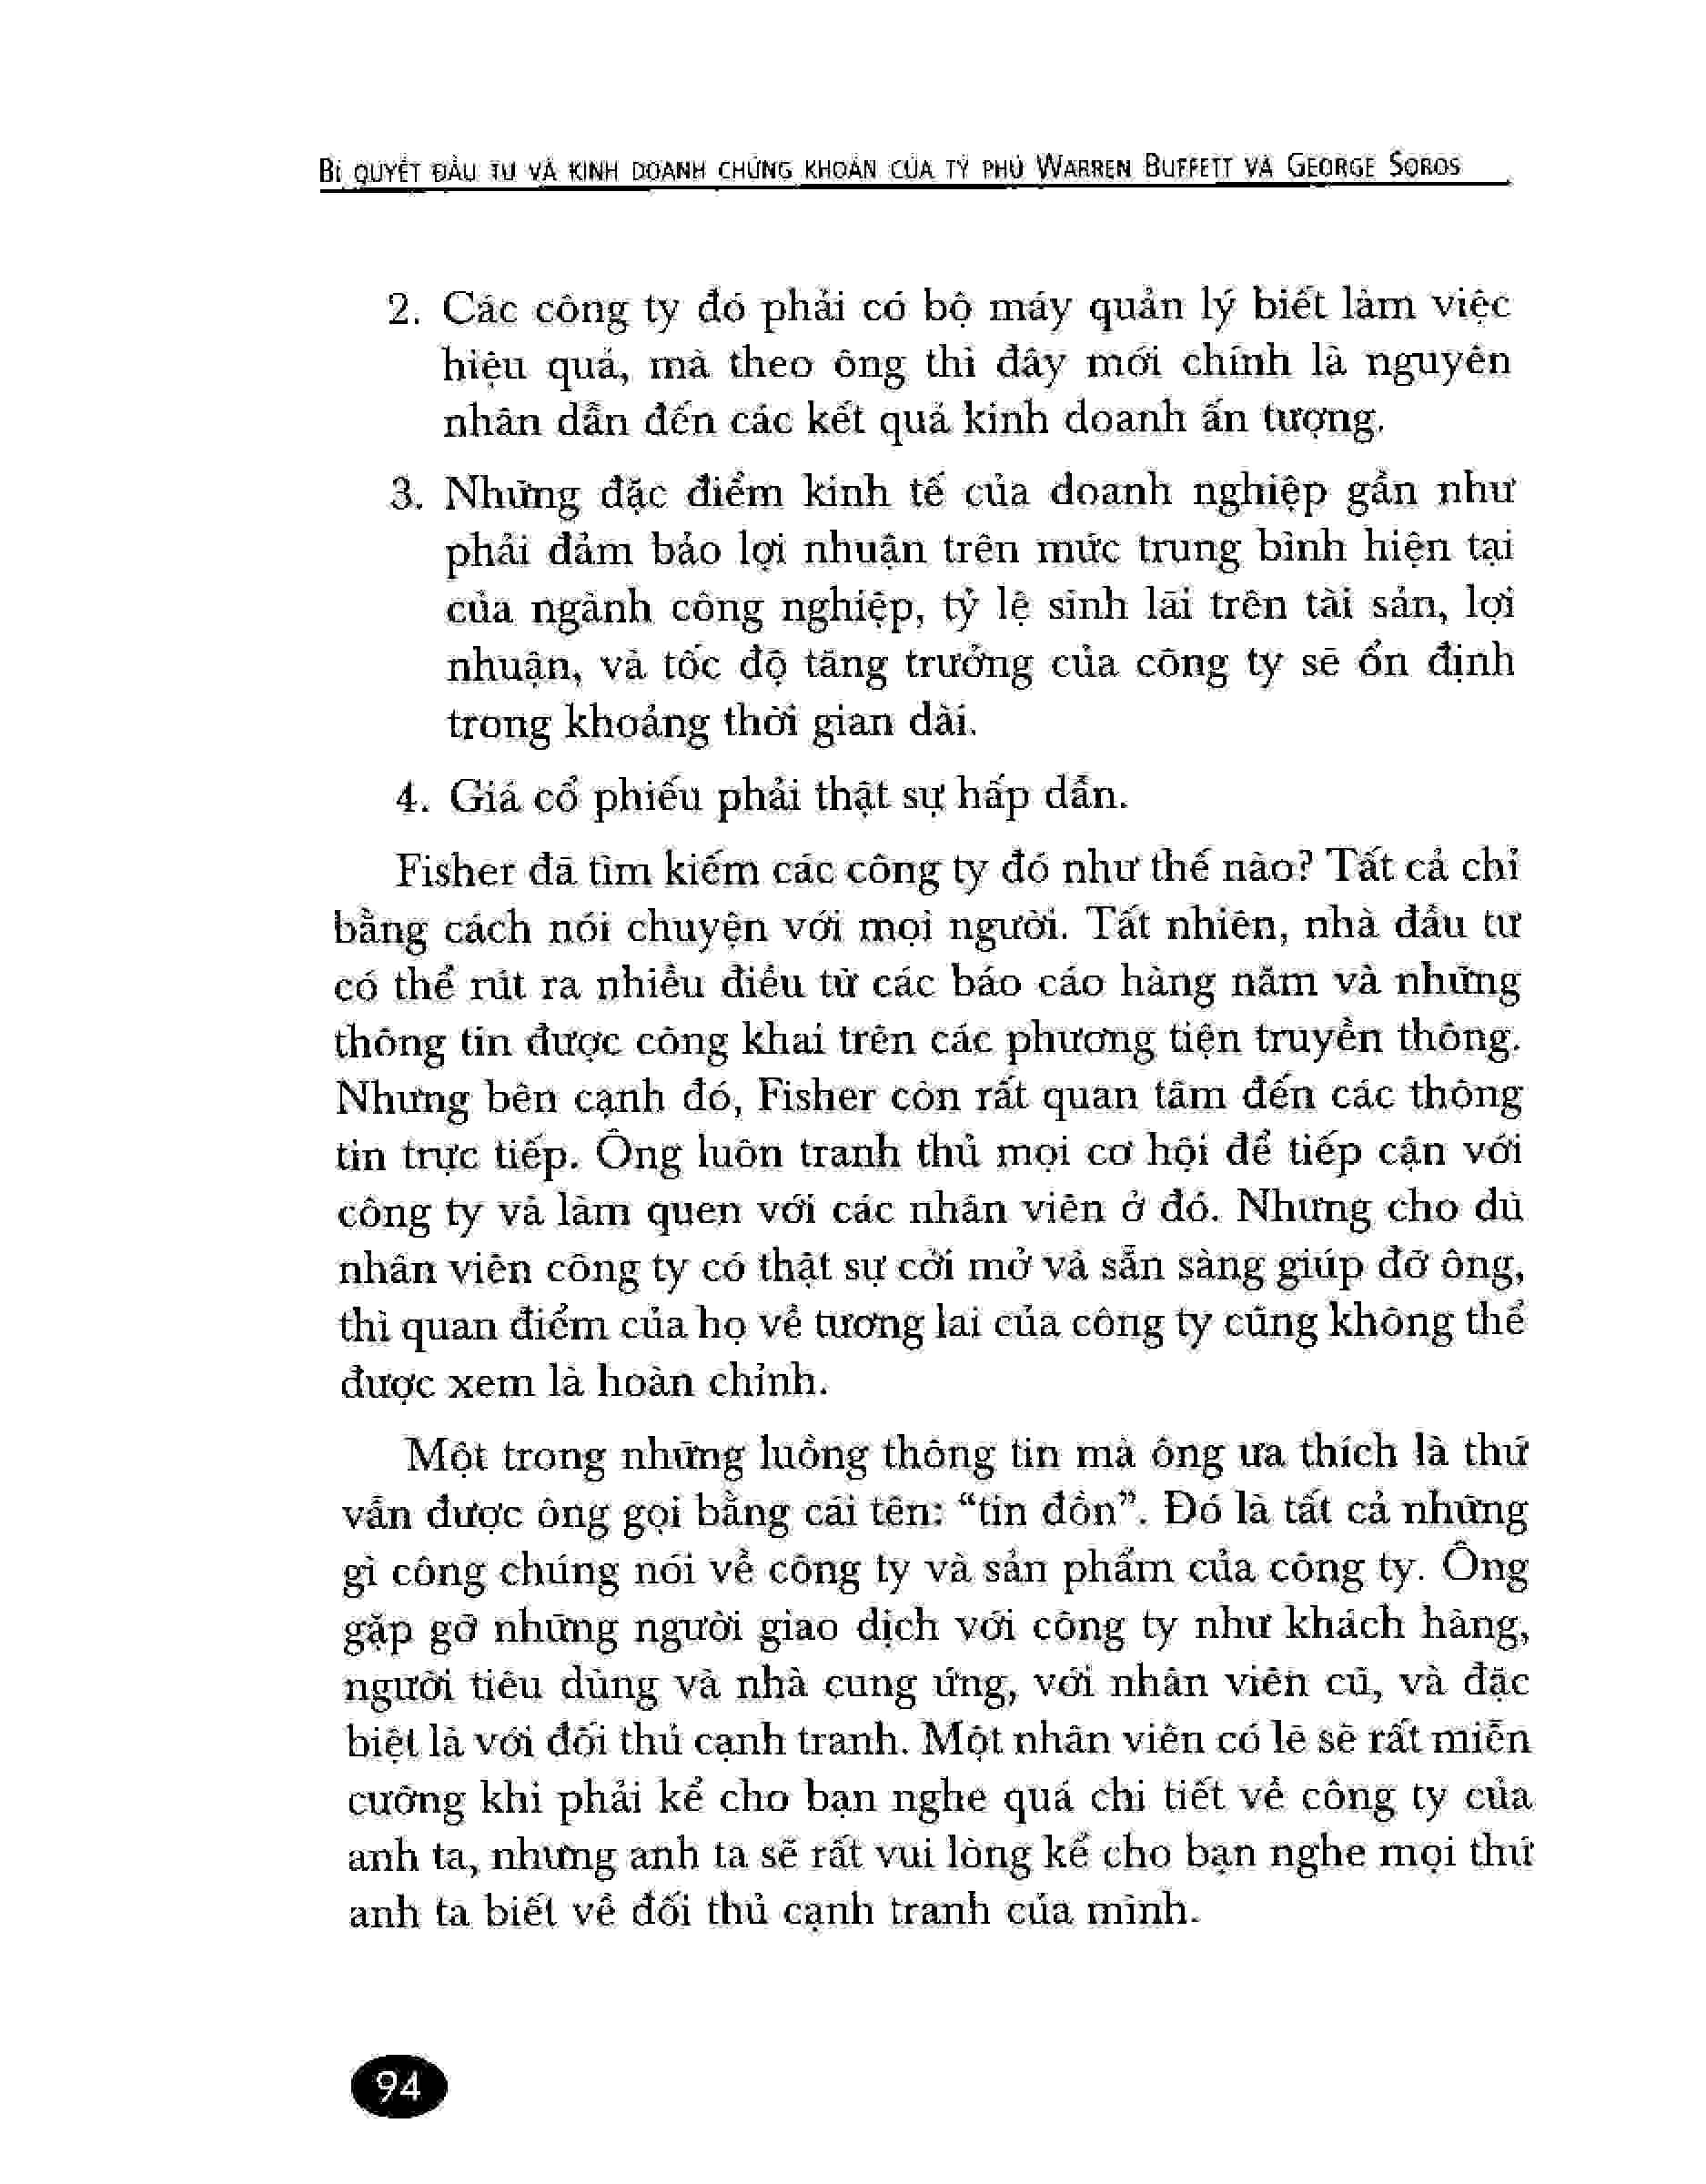 BÍ QUYẾT ĐẦU TƯ VÀ KINH DOANH CHỨNG KHOÁN CỦA TỶ PHÚ WARREN BUFFETT VÀ GEORGE SOROS
2. Các công ty đó phải có bộ máy quản lý biết làm việc
hiệu quả, mà theo ông thì đây mới chính là nguyên
nhân dẫn đến các kết quả kinh doanh ấn tượng.
3. Những đặc điểm kinh tế của doanh nghiệp gần như
phải đảm bảo lợi nhuận trên mức trung bình hiện tại
của ngành công nghiệp, tỷ lệ sinh lãi trên tài sản, lợi
nhuận, và tốc độ tăng trưởng của công ty sẽ ổn định
trong khoảng thời gian dài.
4. Giá cổ phiếu phải thật sự hấp dẫn.
Fisher đã tìm kiếm các công ty đó như thế nào? Tất cả chỉ
bằng cách nói chuyện với mọi người. Tất nhiên, nhà đầu tư
có thể rút ra nhiều điều từ các báo cáo hàng năm và những
thông tin được công khai trên các phương tiện truyền thông.
Nhưng bên cạnh đó, Fisher còn rất quan tâm đến các thông
tin trực tiếp. Ông luôn tranh thủ mọi cơ hội để tiếp cận với
công ty và làm quen với các nhân viên ở đó. Nhưng cho dù
nhân viên công ty có thật sự cởi mở và sẵn sàng giúp đỡ ông,
thì quan điểm của họ về tương lai của công ty cũng không thể
được xem là hoàn chỉnh.
Một trong những luồng thông tin mà ông ưa thích là thứ
vẫn được ông gọi bằng cái tên: “tin đồn”. Đó là tất cả những
gì công chúng nói về công ty và sản phẩm của công ty. Ông
gặp gỡ những người giao dịch với công ty như khách hàng,
người tiêu dùng và nhà cung ứng, với nhân viên cũ, và đặc
biệt là với đối thủ cạnh tranh. Một nhân viên có lẽ sẽ rất miễn
cưỡng khi phải kể cho bạn nghe quá chi tiết về công ty của
anh ta, nhưng anh ta sẽ rất vui lòng kể cho bạn nghe mọi thứ
anh ta biết về đối thủ cạnh tranh của mình.
94